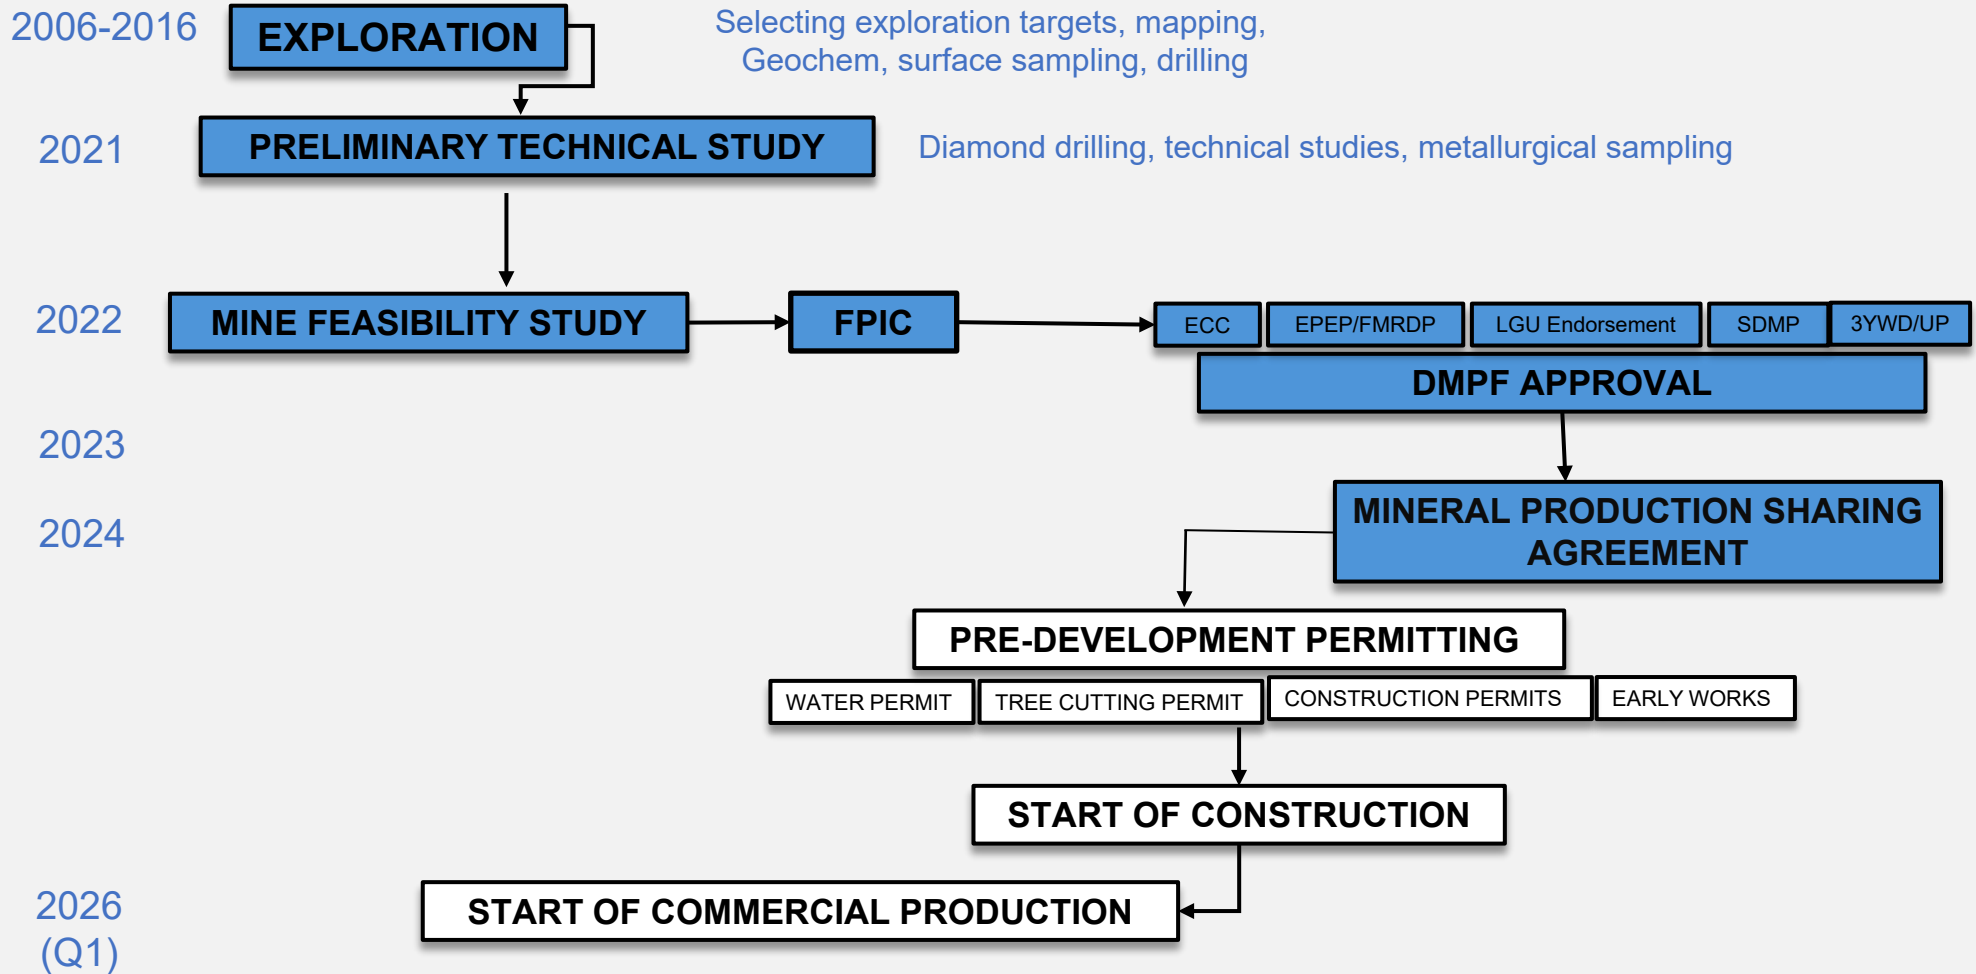 2006-2016
EXPLORATION
Selecting exploration targets, mapping,
Geochem, surface sampling, drilling
2021
PRELIMINARY TECHNICAL STUDY
Diamond drilling, technical studies, metallurgical sampling
2022
MINE FEASIBILITY STUDY
FPIC
ECC
EPEP/FMRDP
LGU Endorsement
SDMP
3YWD/UP
DMPF APPROVAL
2023
2024
MINERAL PRODUCTION SHARING
AGREEMENT
PRE-DEVELOPMENT PERMITTING
WATER PERMIT
TREE CUTTING PERMIT
CONSTRUCTION PERMITS
EARLY WORKS
START OF CONSTRUCTION
2026
(Q1)
START OF COMMERCIAL PRODUCTION